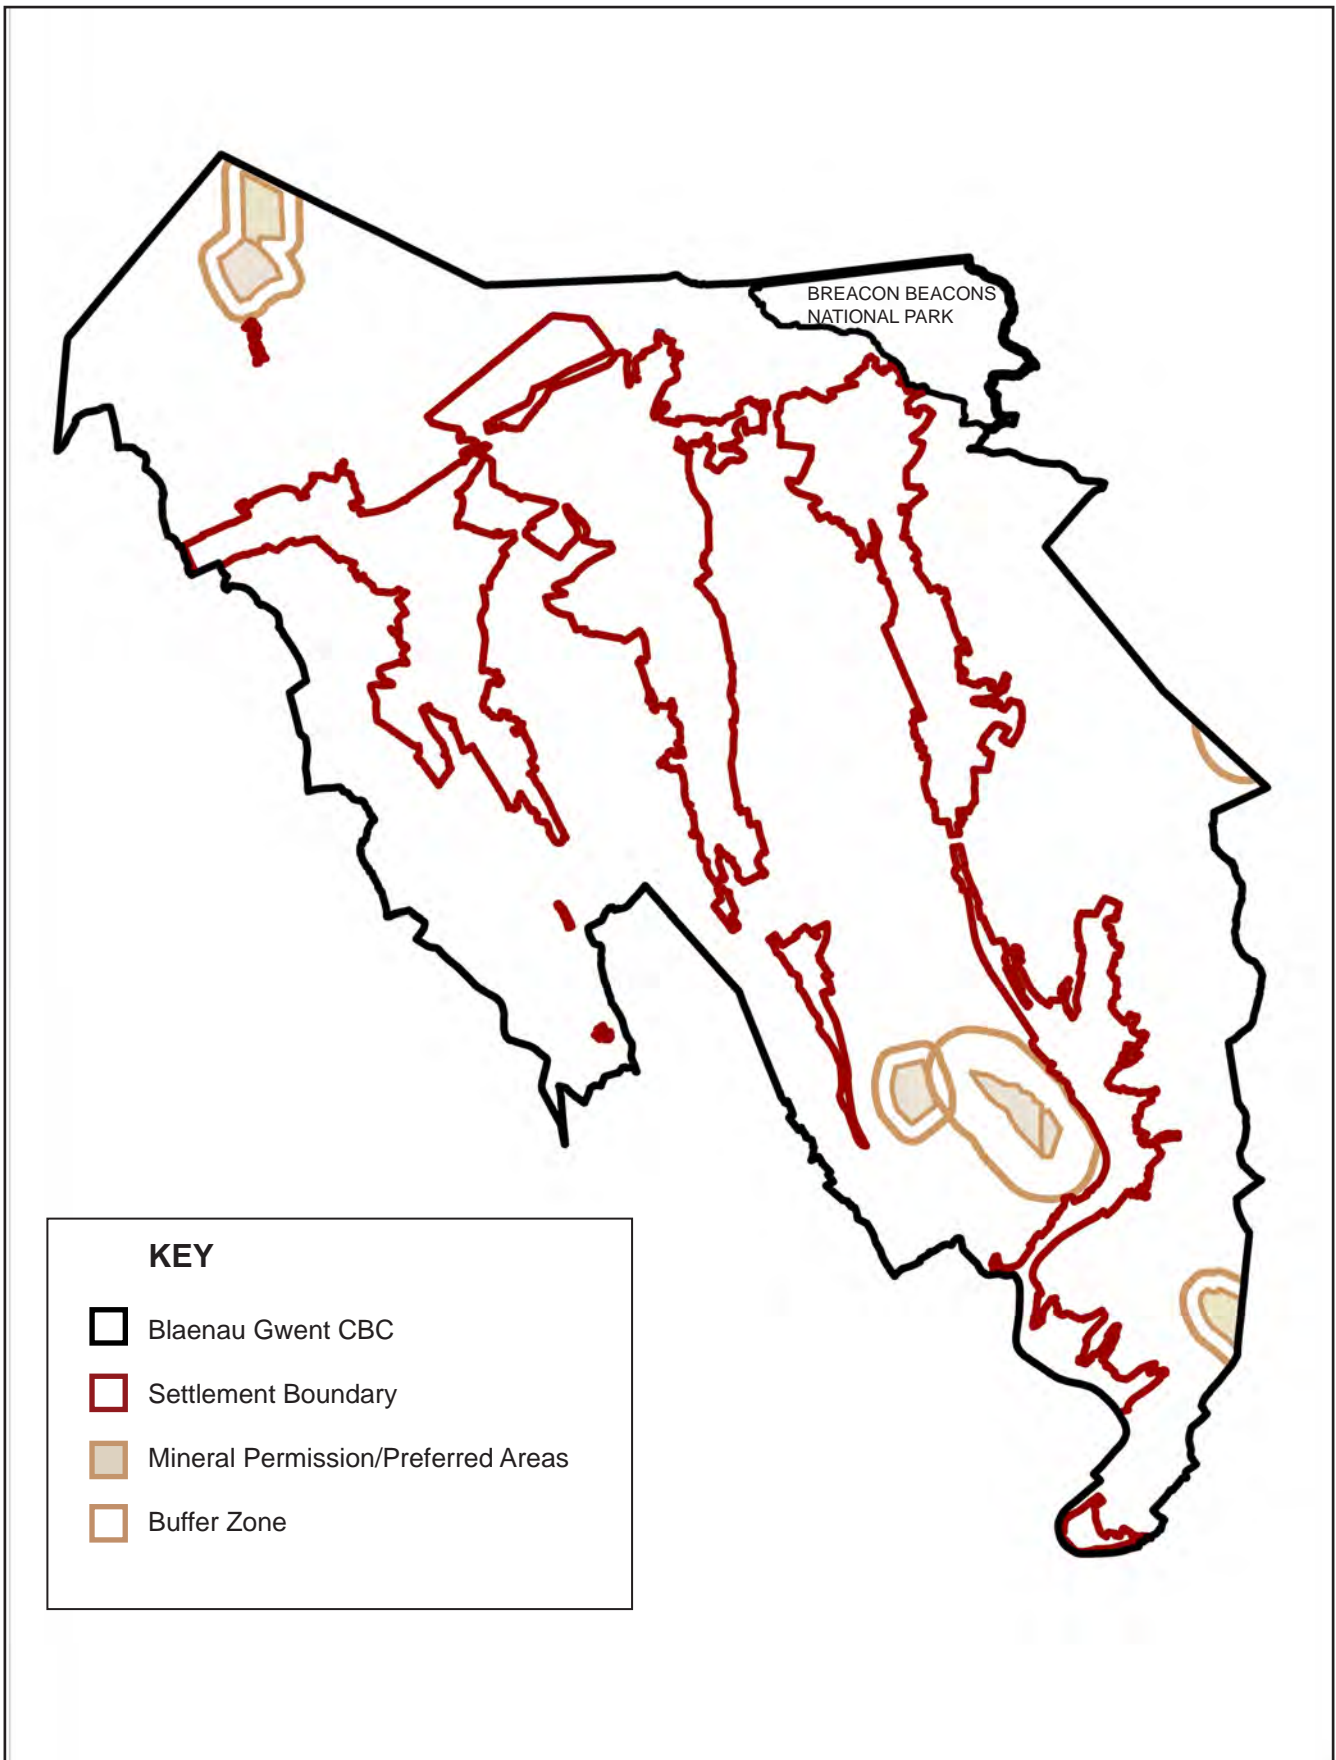 BREACON BEACONS
NATIONAL PARK
KEY
Blaenau Gwent CBC
Settlement Boundary
Mineral Permission/Preferred Areas
Buffer Zone